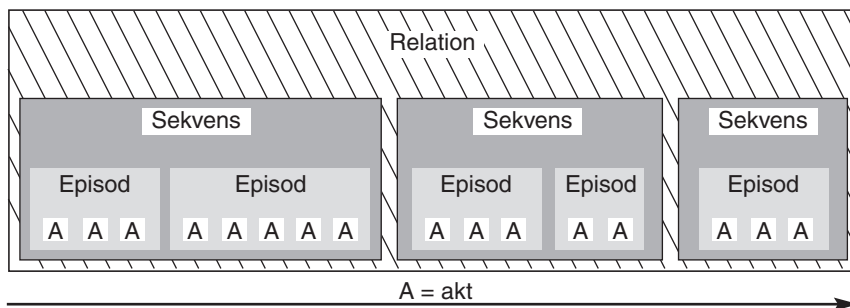 Relation
Sekvens Sekvens Sekvens
Episod Episod Episod Episod Episod
A A A A A A A A A A A A A A A A
A = akt